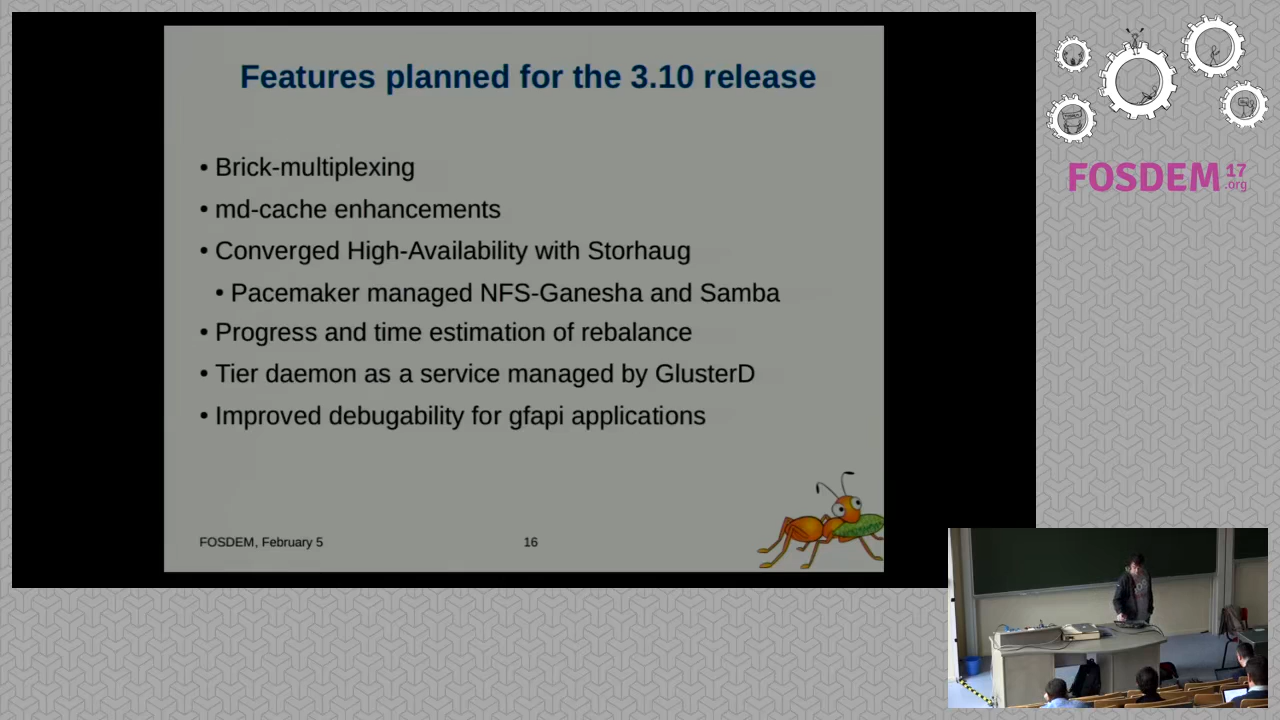 Features planned for the 3.10 release
• Brick-multiplexing
• md-cache enhancements
• Converged High-Availability with Storhaug
• Pacemaker managed NFS-Ganesha and Samba
• Progress and time estimation of rebalance
• Tier daemon as a service managed by GlusterD
• Improved debugability for gfapi applications
FOSDEM, February 5
16
FOSDEM 17 .org